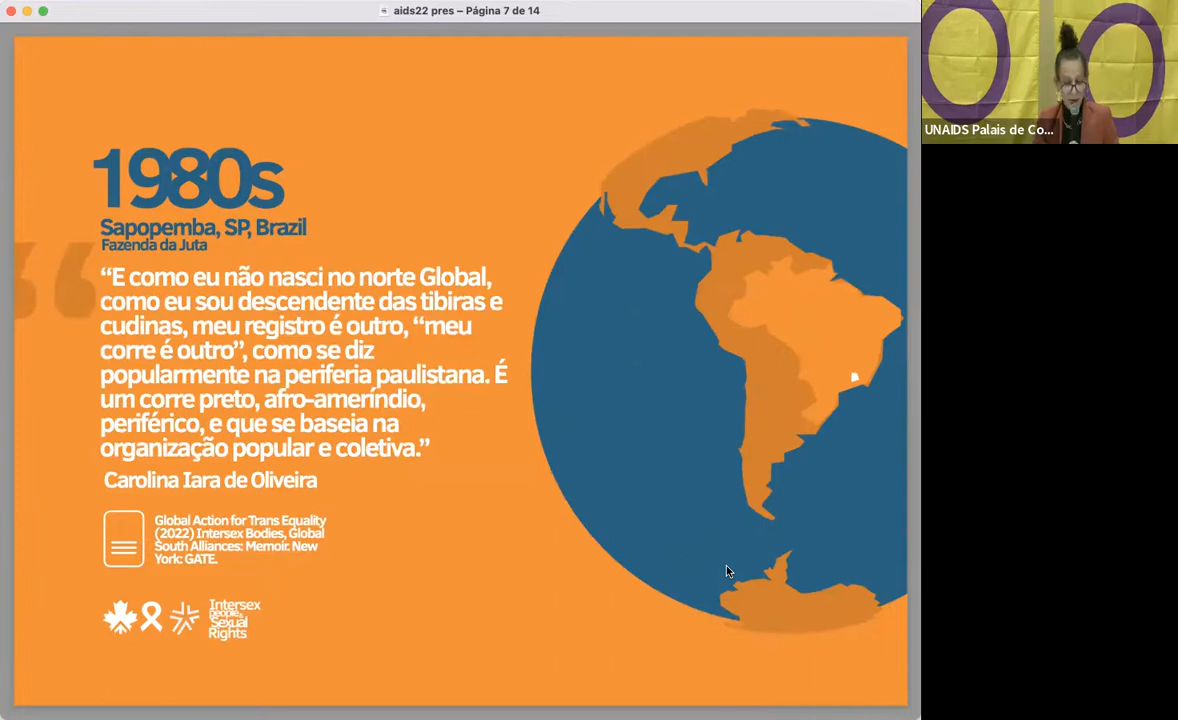 aids22 pres – Página 7 de 14
1980s
Sapopemba, SP, Brazil
Fazenda da Juta
“E como eu não nasci no norte Global,
como eu sou descendente das tibiras e
cudinas, meu registro é outro, “meu
corre é outro”, como se diz
popularmente na periferia paulistana. É
um corre preto, afro-ameríndio,
periférico, e que se baseia na
organização popular e coletiva.”
Carolina Iara de Oliveira
Global Action for Trans Equality
(2022) Intersex Bodies, Global
South Alliances: Memoir. New
York: GATE.
Intersex
people's
Sexual
Rights
UNAIDS Palais de Co...